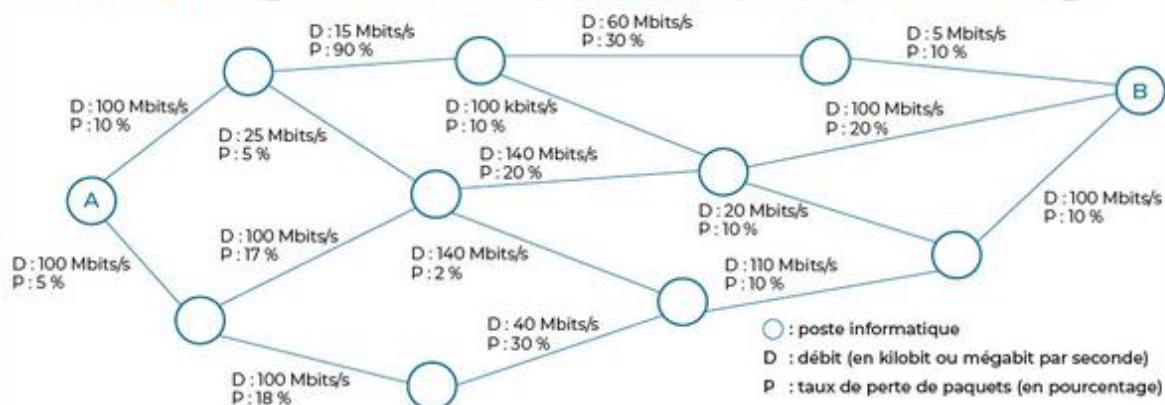 D : 15 Mbits/s
P : 90 %
D : 60 Mbits/s
P : 30 %
D : 5 Mbits/s
P : 10 %
D : 100 Mbits/s
P : 10 %
D : 100 kbits/s
P : 10 %
D : 100 Mbits/s
P : 20 %
B
D : 25 Mbits/s
P : 5 %
D : 140 Mbits/s
P : 20 %
A
D : 20 Mbits/s
P : 10 %
D : 100 Mbits/s
P : 10 %
D : 100 Mbits/s
P : 17 %
D : 140 Mbits/s
P : 2 %
D : 100 Mbits/s
P : 5 %
D : 110 Mbits/s
P : 10 %
D : 40 Mbits/s
P : 30 %
D : 100 Mbits/s
P : 18 %
: poste informatique
D : débit (en kilobit ou mégabit par seconde)
P : taux de perte de paquets (en pourcentage)